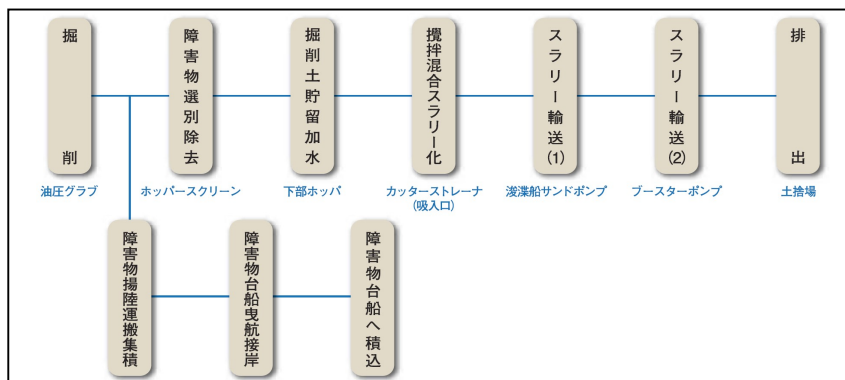 掘削
障害物選別除去
掘削土貯留加水
攪拌混合スラリー化
スラリー輸送(1)
スラリー輸送(2)
排出
油圧グラブ
ホッパースクリーン
下部ホッパ
カッターストレーナ
(吸入口)
浚渫船サンドポンプ
ブースターポンプ
土捨場
障害物揚陸運搬集積
障害物台船曳航接岸
障害物台船へ積込